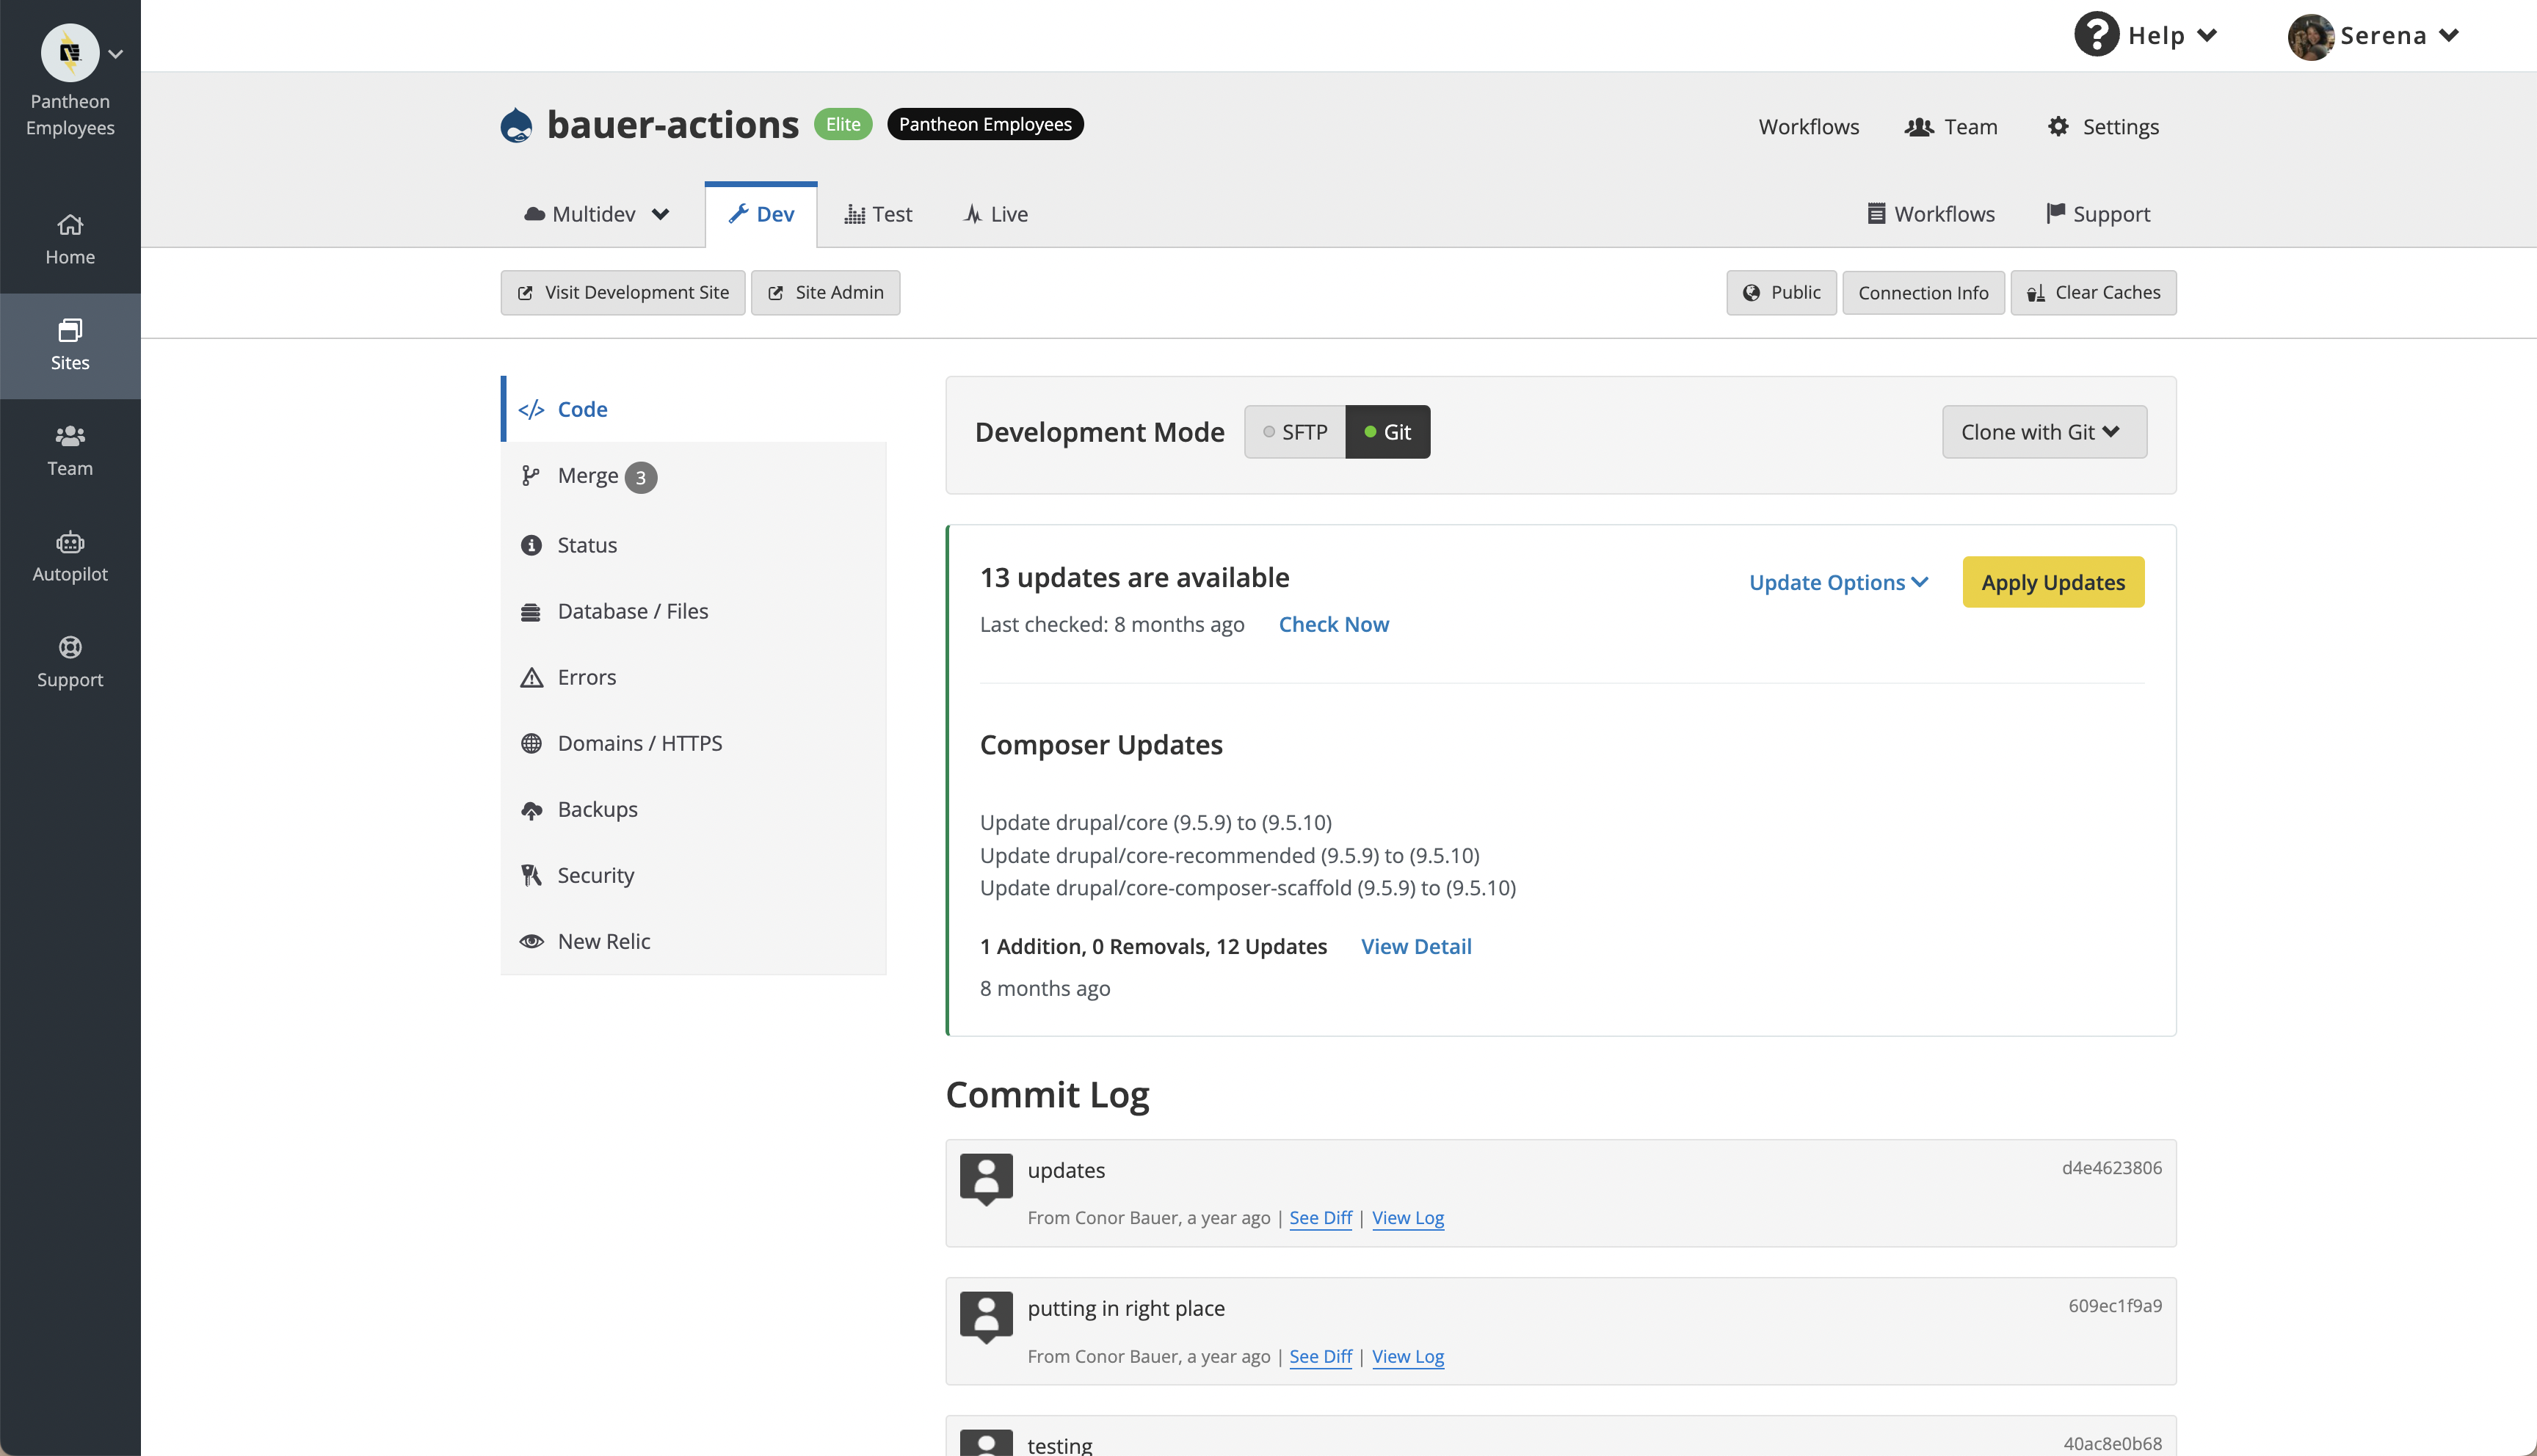 Pantheon
Employees
Home
Sites
Team
Autopilot
Support
Help
Serena
bauer-actions
Elite
Pantheon Employees
Workflows
Team
Settings
Multidev
Dev
Test
Live
Workflows
Support
Visit Development Site
Site Admin
Public
Connection Info
Clear Caches
</> Code
Merge 3
Status
Database / Files
Errors
Domains / HTTPS
Backups
Security
New Relic
Development Mode
SFTP
Git
Clone with Git
13 updates are available
Update Options
Apply Updates
Last checked: 8 months ago
Check Now
Composer Updates
Update drupal/core (9.5.9) to (9.5.10)
Update drupal/core-recommended (9.5.9) to (9.5.10)
Update drupal/core-composer-scaffold (9.5.9) to (9.5.10)
1 Addition, 0 Removals, 12 Updates
View Detail
8 months ago
Commit Log
updates
d4e4623806
From Conor Bauer, a year ago | See Diff | View Log
putting in right place
609ec1f9a9
From Conor Bauer, a year ago | See Diff | View Log
testing
40ac8e0b68